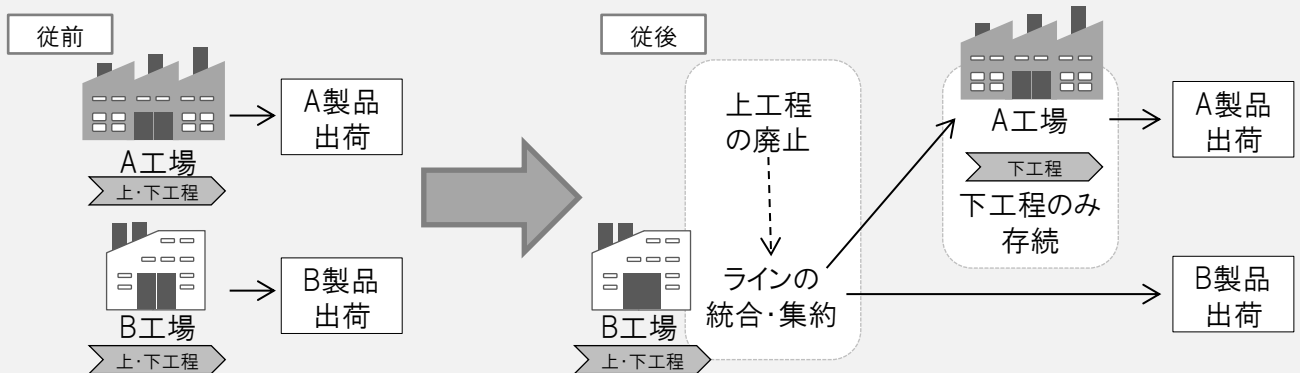 従前
A工場
上・下工程
A製品
出荷
B工場
上・下工程
B製品
出荷
従後
上工程
の廃止
ラインの
統合・集約
B工場
上・下工程
A工場
下工程
下工程のみ
存続
A製品
出荷
B製品
出荷